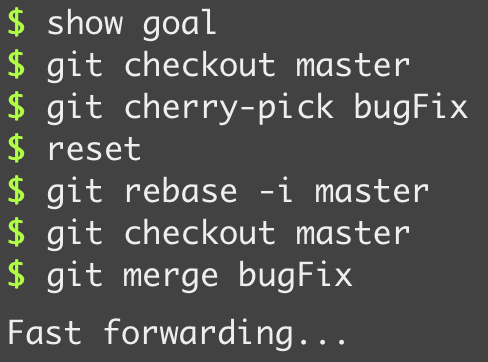 $ show goal
$ git checkout master
$ git cherry-pick bugFix
$ reset
$ git rebase -i master
$ git checkout master
$ git merge bugFix
Fast forwarding...